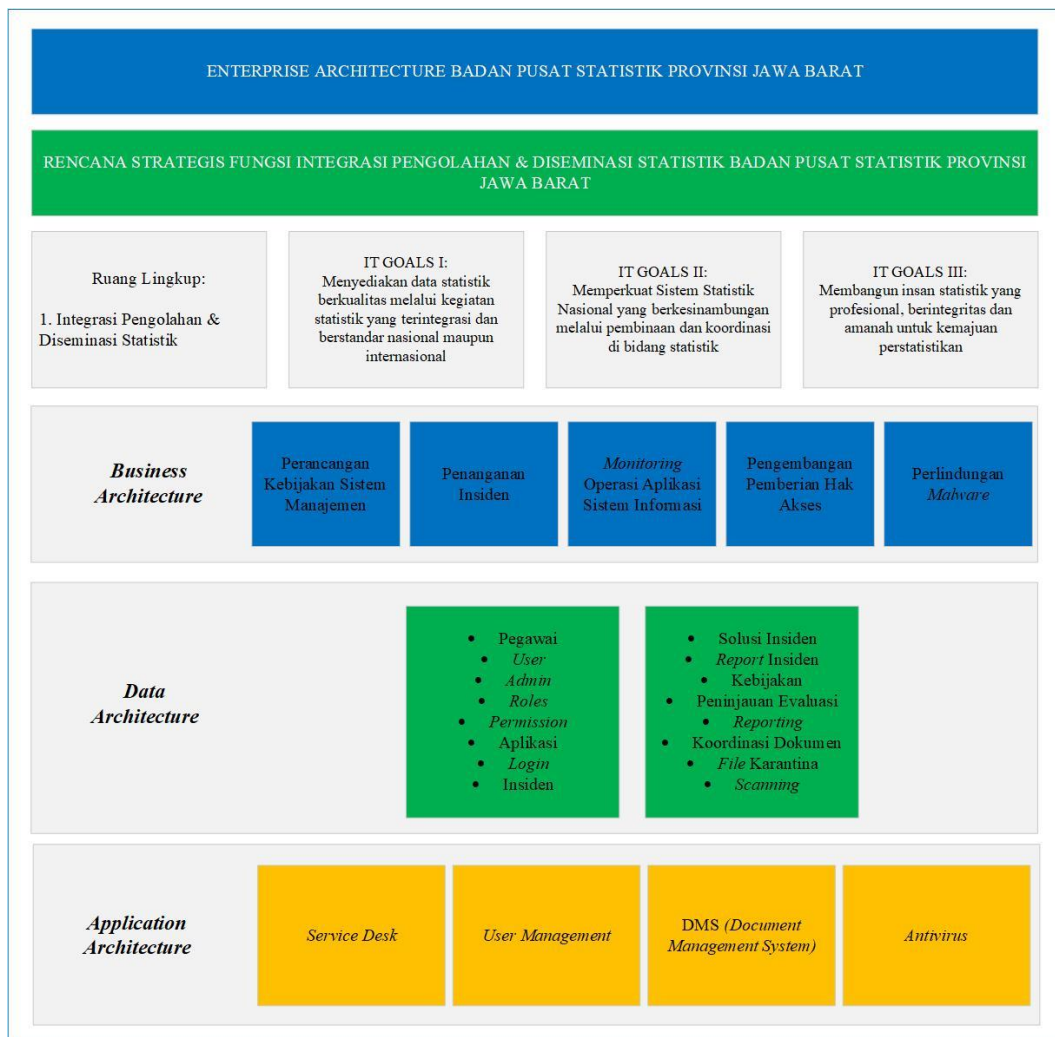 ENTERPRISE ARCHITECTURE BADAN PUSAT STATISTIK PROVINSI JAWA BARAT
RENCANA STRATEGIS FUNGSI INTEGRASI PENGOLAHAN & DISEMINASI STATISTIK BADAN PUSAT STATISTIK PROVINSI
JAWA BARAT
Ruang Lingkup:
1. Integrasi Pengolahan &
Diseminasi Statistik
IT GOALS I:
Menyediakan data statistik
berkualitas melalui kegiatan
statistik yang terintegrasi dan
berstandar nasional maupun
internasional
IT GOALS II:
Memperkuat Sistem Statistik
Nasional yang berkesinambungan
melalui pembinaan dan koordinasi
di bidang statistik
IT GOALS III:
Membangun insan statistik yang
profesional, berintegritas dan
amanah untuk kemajuan
perstatistikan
Business
Architecture
Perancangan
Kebijakan Sistem
Manajemen
Penanganan
Insiden
Monitoring
Operasi Aplikasi
Sistem Informasi
Pengembangan
Pemberian Hak
Akses
Perlindungan
Malware
Data
Architecture
• Pegawai
• User
• Admin
• Roles
• Permission
• Aplikasi
• Login
• Insiden
• Solusi Insiden
• Report Insiden
• Kebijakan
• Peninjauan Evaluasi
• Reporting
• Koordinasi Dokumen
• File Karantina
• Scanning
Application
Architecture
Service Desk
User Management
DMS (Document
Management System)
Antivirus